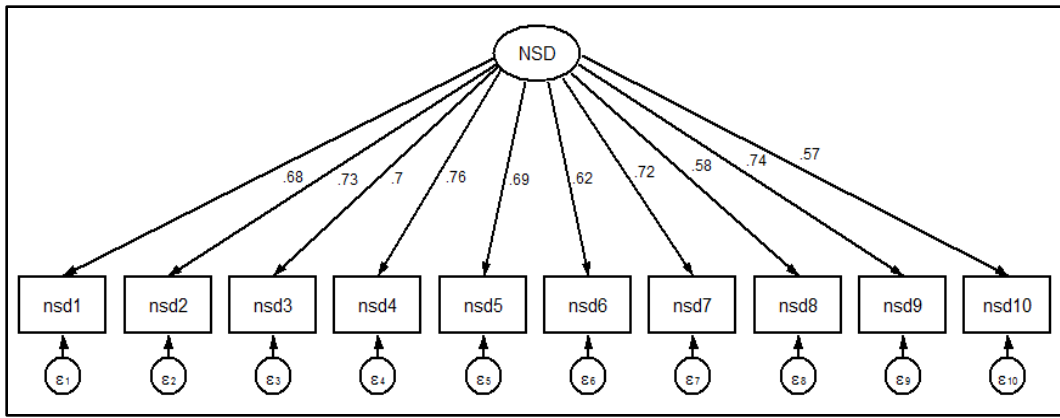 NSD
.68 .73 .7 .76 .69 .62 .72 .58 .74 .57
nsd1 nsd2 nsd3 nsd4 nsd5 nsd6 nsd7 nsd8 nsd9 nsd10
ε1 ε2 ε3 ε4 ε5 ε6 ε7 ε8 ε9 ε10